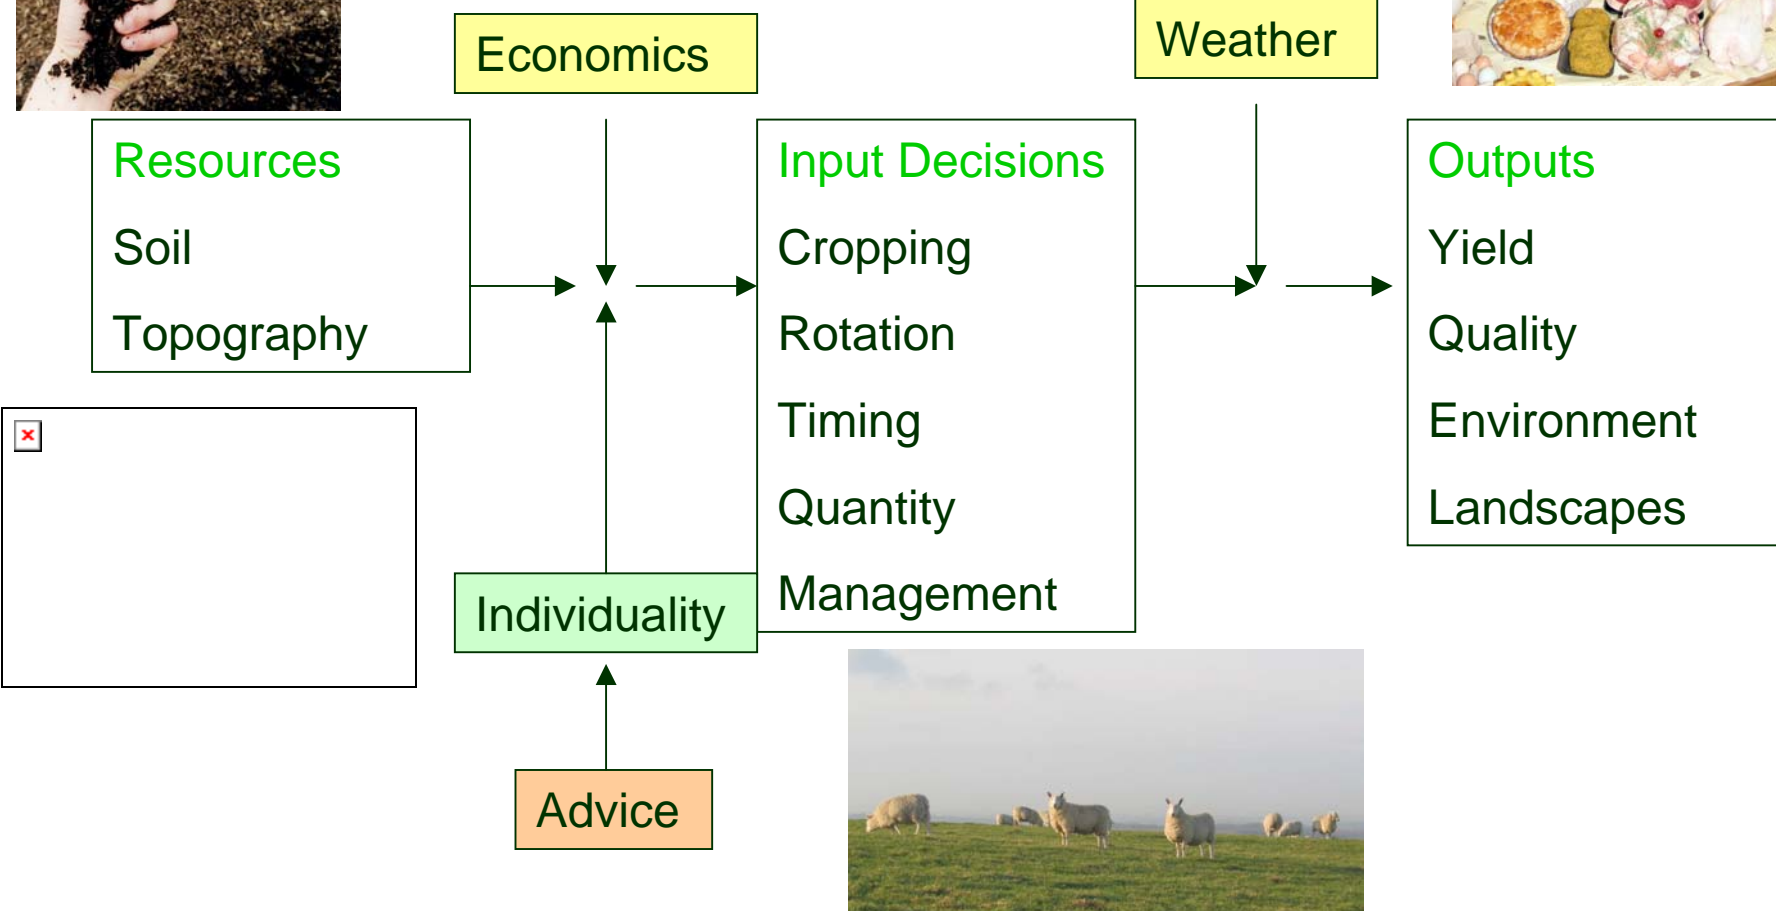 Economics
Weather
Resources
Soil
Topography
Input Decisions
Cropping
Rotation
Timing
Quantity
Management
Outputs
Yield
Quality
Environment
Landscapes
Individuality
Advice